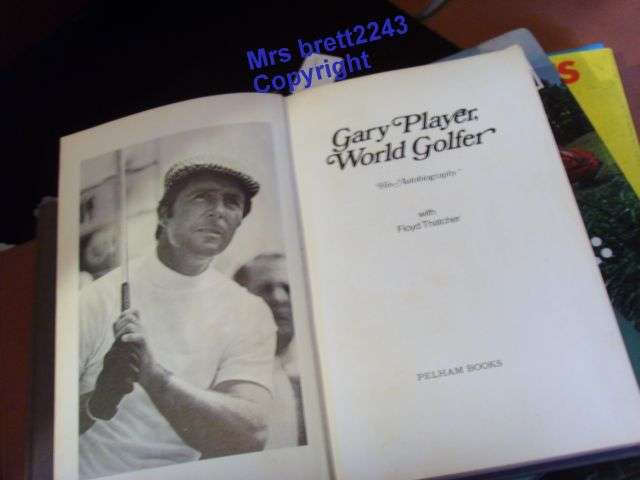 Mrs brett2243
Copyright
Gary Player,
World Golfer
"His Autobiography"
with
Floyd Thatcher
PELHAM BOOKS
S